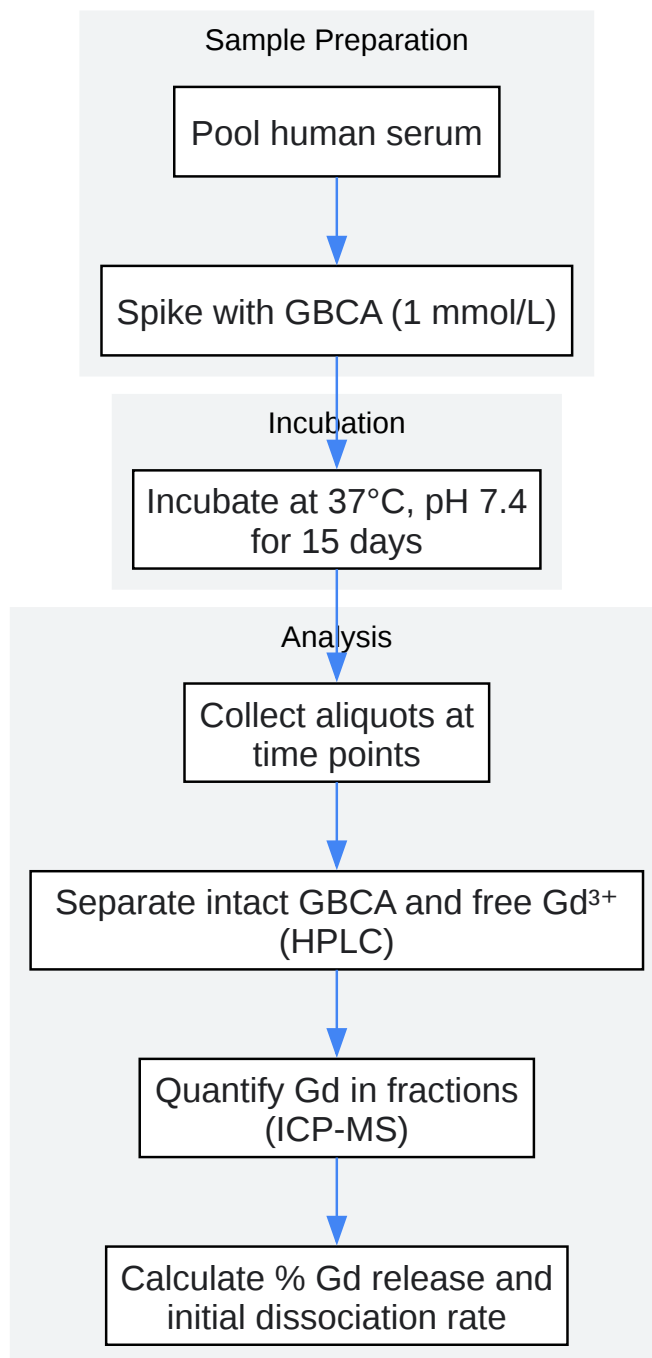 Sample Preparation
Pool human serum
Spike with GBCA (1 mmol/L)
Incubation
Incubate at 37°C, pH 7.4
for 15 days
Analysis
Collect aliquots at
time points
Separate intact GBCA and free Gd³⁺
(HPLC)
Quantify Gd in fractions
(ICP-MS)
Calculate % Gd release and
initial dissociation rate